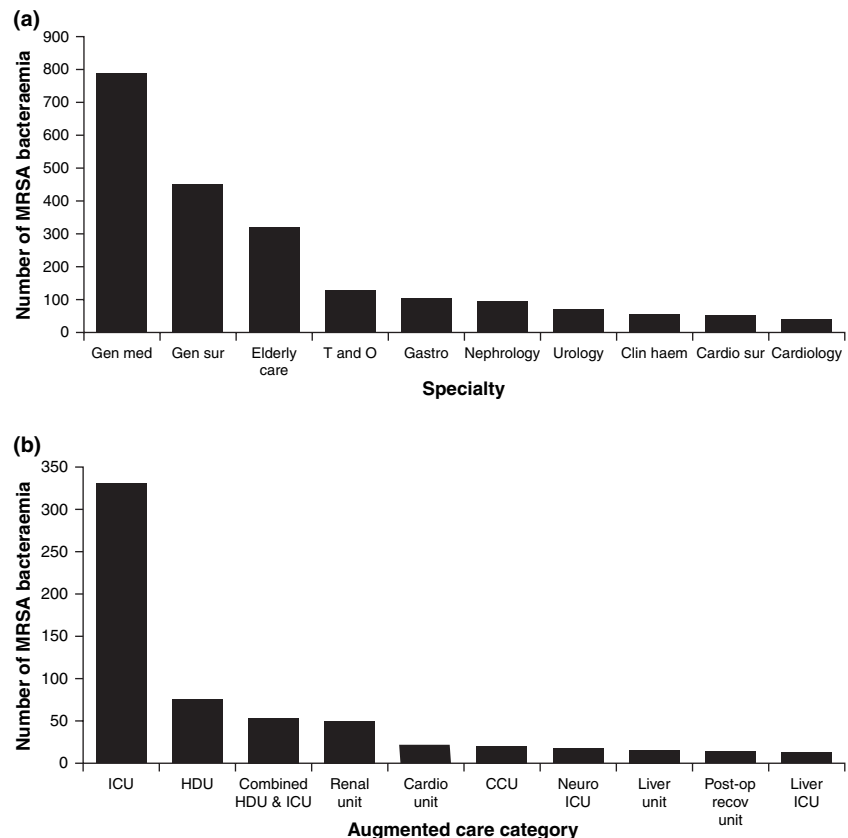 (a)
Number of MRSA bacteraemia
900
800
700
600
500
400
300
200
100
0
Gen med Gen sur Elderly care T and O Gastro Nephrology Urology Clin haem Cardio sur Cardiology
Specialty
(b)
Number of MRSA bacteraemia
350
300
250
200
150
100
50
0
ICU HDU Combined HDU & ICU Renal unit Cardio unit CCU Neuro ICU Liver unit Post-op recov unit Liver ICU
Augmented care category